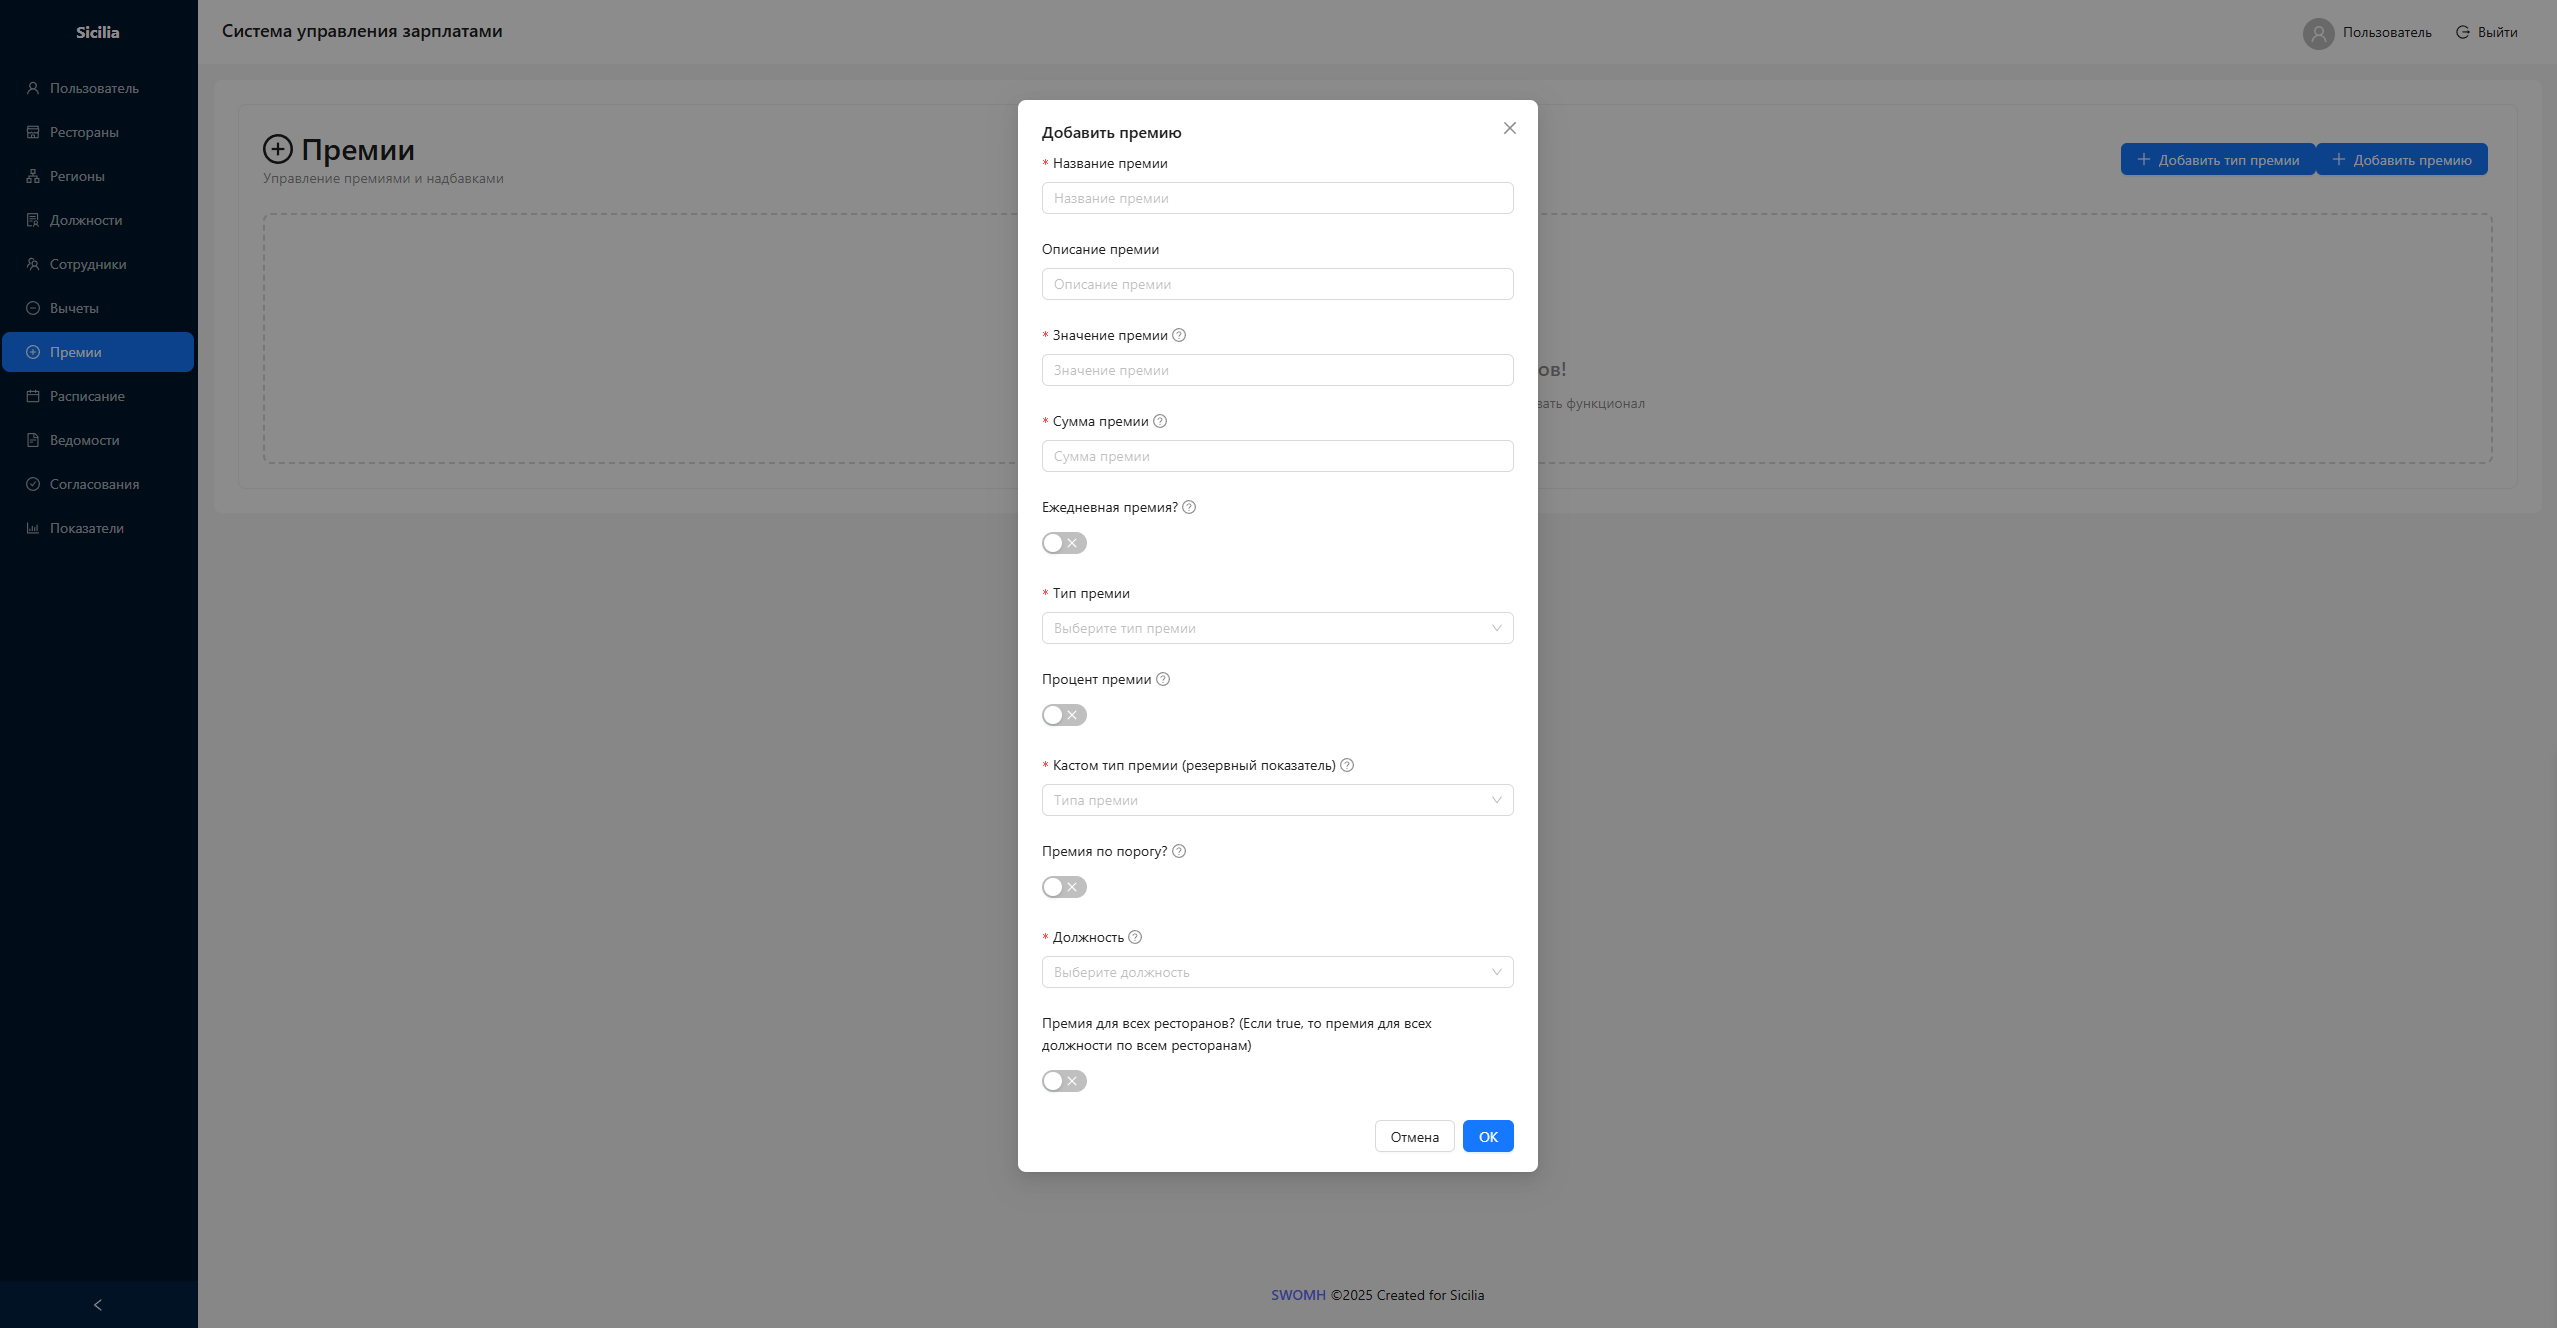 Sicilia
Система управления зарплатами
Пользователь
Выйти
Пользователь
Рестораны
Регионы
Должности
Сотрудники
Вычеты
Премии
Расписание
Ведомости
Согласования
Показатели
Премии
Управление премиями и надбавками
Добавить тип премии
Добавить премию
функционал
Добавить премию
* Название премии
Название премии
Описание премии
Описание премии
* Значение премии
Значение премии
* Сумма премии
Сумма премии
Ежедневная премия?
* Тип премии
Выберите тип премии
Процент премии
* Кастом тип премии (резервный показатель)
Типа премии
Премия по порогу?
* Должность
Выберите должность
Премия для всех ресторанов? (Если true, то премия для всех
должности по всем ресторанам)
Отмена
OK
SWOMH ©2025 Created for Sicilia